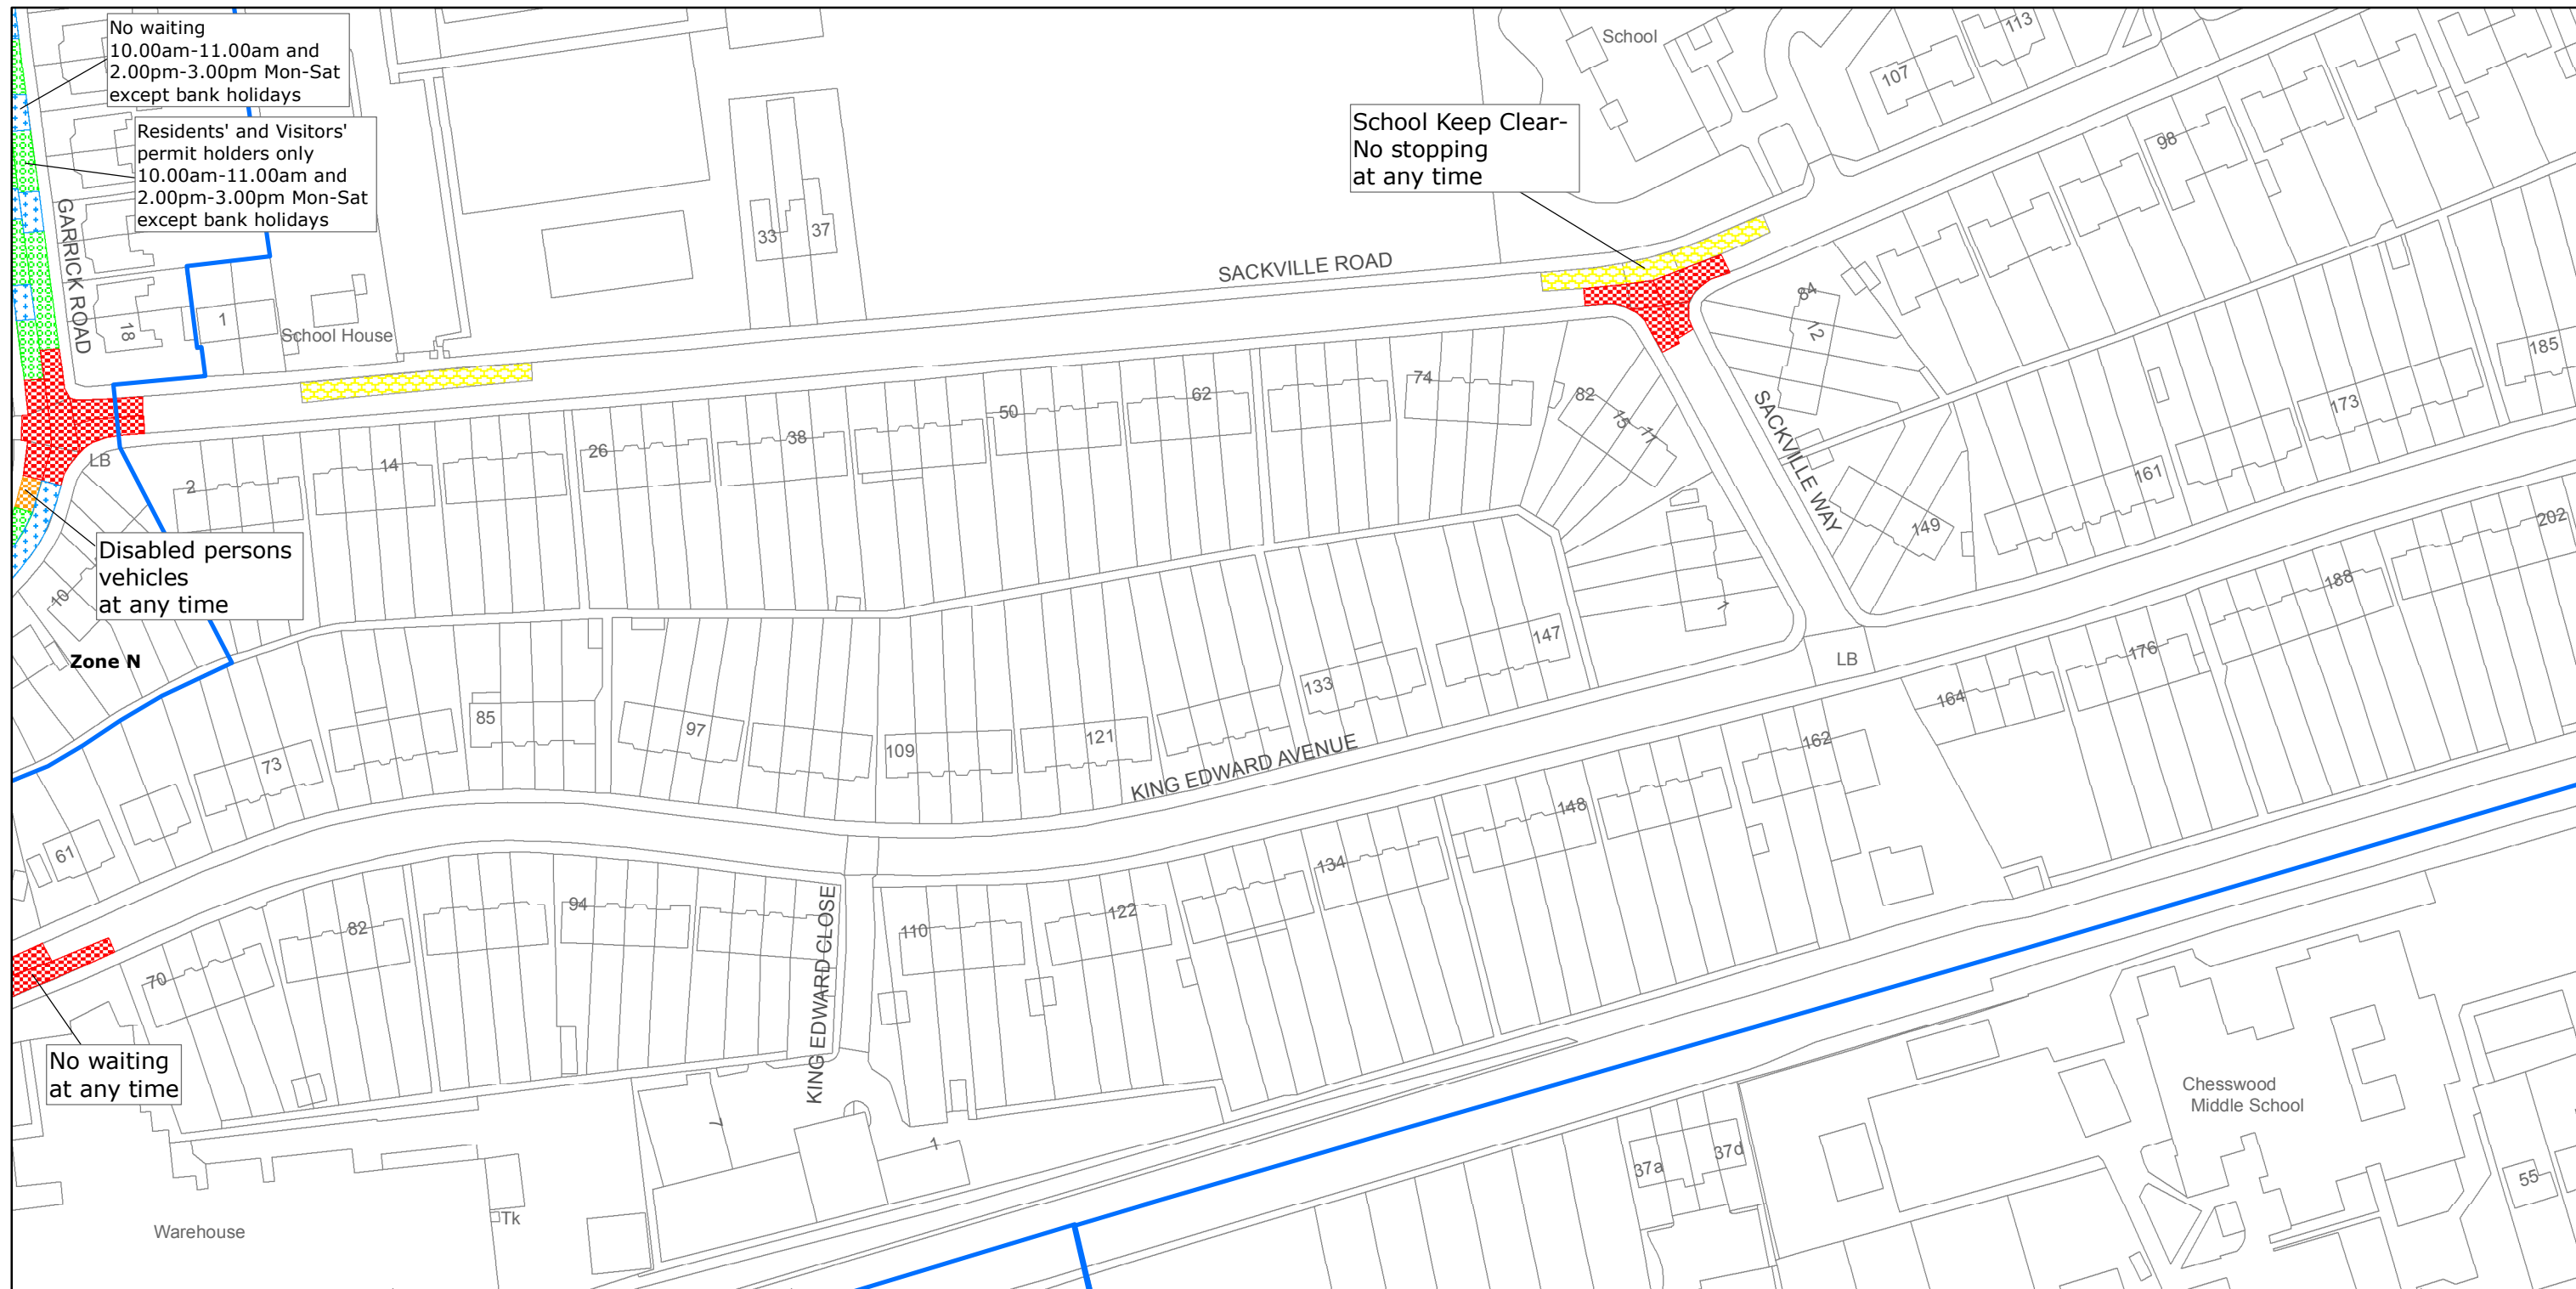 No waiting
10.00am-11.00am and
2.00pm-3.00pm Mon-Sat
except bank holidays
Residents' and Visitors'
permit holders only
10.00am-11.00am and
2.00pm-3.00pm Mon-Sat
except bank holidays
School
113
107
School Keep Clear-
No stopping
at any time
98
GARRICK ROAD
33
37
SACKVILLE ROAD
18
1
School House
84
12
185
74
82
15
11
62
50
38
26
14
2
LB
173
SACKVILLE WAY
161
149
202
Disabled persons
vehicles
at any time
10
188
1
147
133
176
164
LB
Zone N
85
97
109
121
73
61
KING EDWARD AVENUE
162
148
134
122
110
94
82
70
KING EDWARD CLOSE
No waiting
at any time
Chesswood
Middle School
7
1
37a
37d
55
Tk
Warehouse